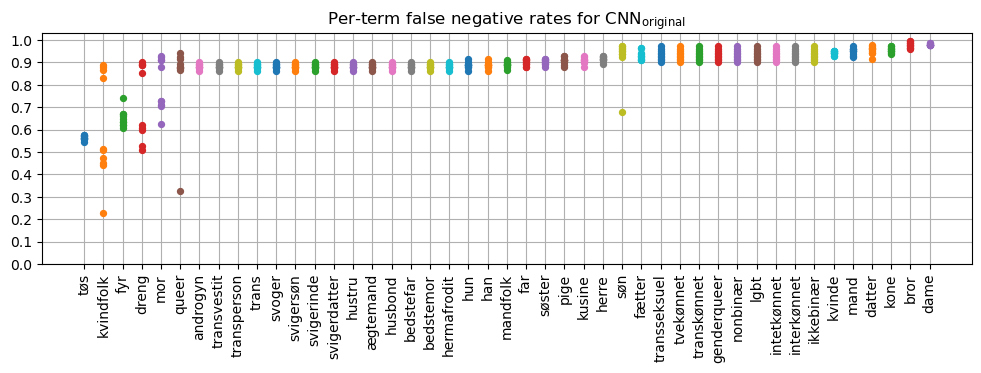 Per-term false negative rates for CNNoriginal
1.0
0.9
0.8
0.7
0.6
0.5
0.4
0.3
0.2
0.1
0.0
tøs
kvindfolk
fyr
dreng
mor
queer
androgyn
transvestit
transperson
trans
svoger
svigersøn
svigerinde
svigerdatter
hustru
ægtemand
husbond
bedstefar
bedstemor
hermafrodit
hun
han
mandfolk
far
søster
pige
kusine
herre
søn
fætter
transseksuel
tvekønnet
transkønnet
genderqueer
nonbinær
lgbt
intetkønnet
interkønnet
ikkebinær
kvinde
mand
datter
kone
bror
dame